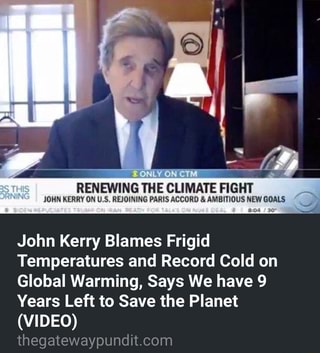 ONLY ON CTM
BS THIS
ORNING
RENEWING THE CLIMATE FIGHT
JOHN KERRY ON U.S. REJOINING PARIS ACCORD & AMBITIOUS NEW GOALS
BIDEN REPUDIATES TRUMP ON IRAN, READY FOR TALKS ON NUKE DEAL
8:04 30°
John Kerry Blames Frigid
Temperatures and Record Cold on
Global Warming, Says We have 9
Years Left to Save the Planet
(VIDEO)
thegatewaypundit.com